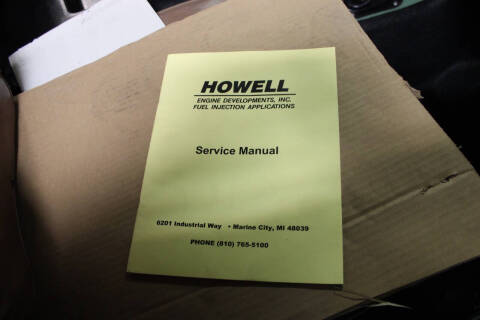 HOWELL
ENGINE DEVELOPMENTS, INC.
FUEL INJECTION APPLICATIONS
Service Manual
6201 Industrial Way • Marine City, MI 48039
PHONE (810) 765-5100